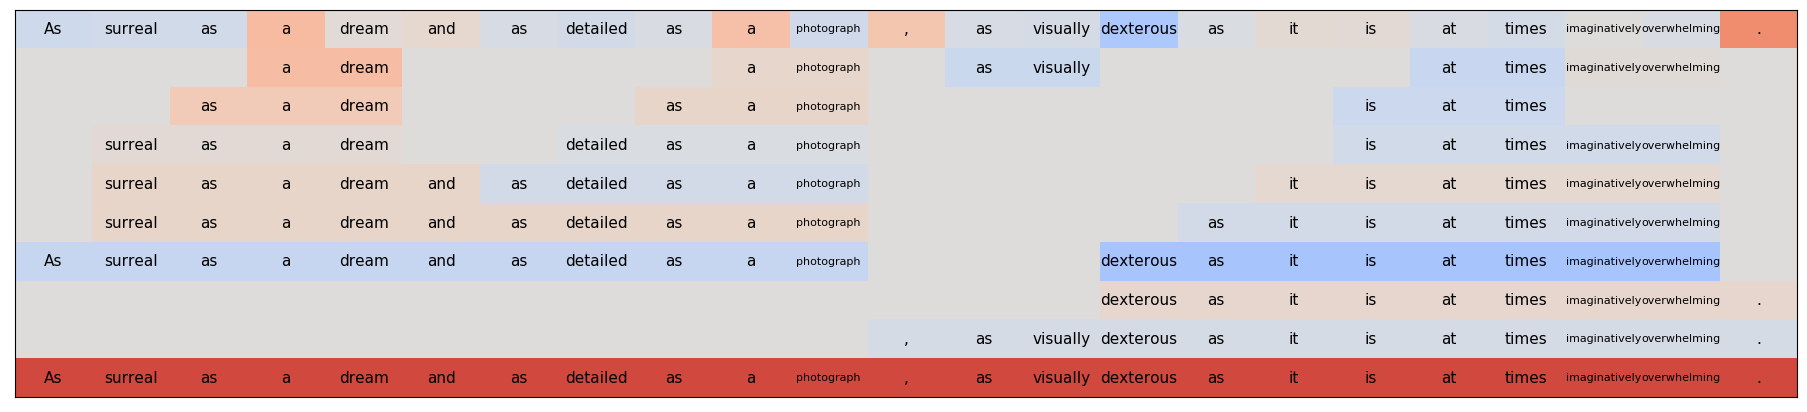 As surreal as a dream and as detailed as a photograph , as visually dexterous as it is at times imaginatively overwhelming .
a dream a photograph as visually at times imaginatively overwhelming
as a dream as a photograph is at times
surreal as a dream detailed as a photograph is at times imaginatively overwhelming
surreal as a dream and as detailed as a photograph it is at times imaginatively overwhelming
surreal as a dream and as detailed as a photograph as it is at times imaginatively overwhelming
As surreal as a dream and as detailed as a photograph dexterous as it is at times imaginatively overwhelming
dexterous as it is at times imaginatively overwhelming .
, as visually dexterous as it is at times imaginatively overwhelming .
As surreal as a dream and as detailed as a photograph , as visually dexterous as it is at times imaginatively overwhelming .